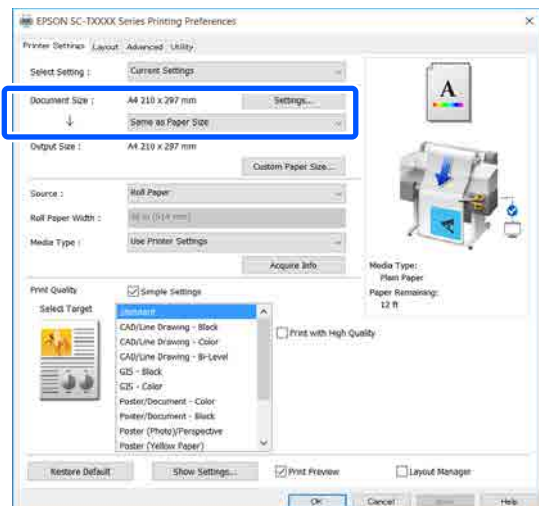 EPSON SC-TXXXX Series Printing Preferences
Printer Settings Layout Advanced Utility
Select Setting : Current Settings
Document Size : A4 210 x 297 mm Settings...
↓ Same as Paper Size
Output Size : A4 210 x 297 mm
Custom Paper Size...
Source : Roll Paper
Roll Paper Width :
Media Type : Use Printer Settings
Acquire Info
A
Media Type:
Plain Paper
Paper Remaining:
12 ft
Print Quality Simple Settings
Select Target
Standard
CAD/Line Drawing - Black
CAD/Line Drawing - Color
CAD/Line Drawing - Bi-Level
GIS - Black
GIS - Color
Poster/Document - Color
Poster/Document - Black
Poster (Photo)/Perspective
Poster (Yellow Paper)
Print with High Quality
Restore Default Show Settings... Print Preview Layout Manager
OK Cancel Help